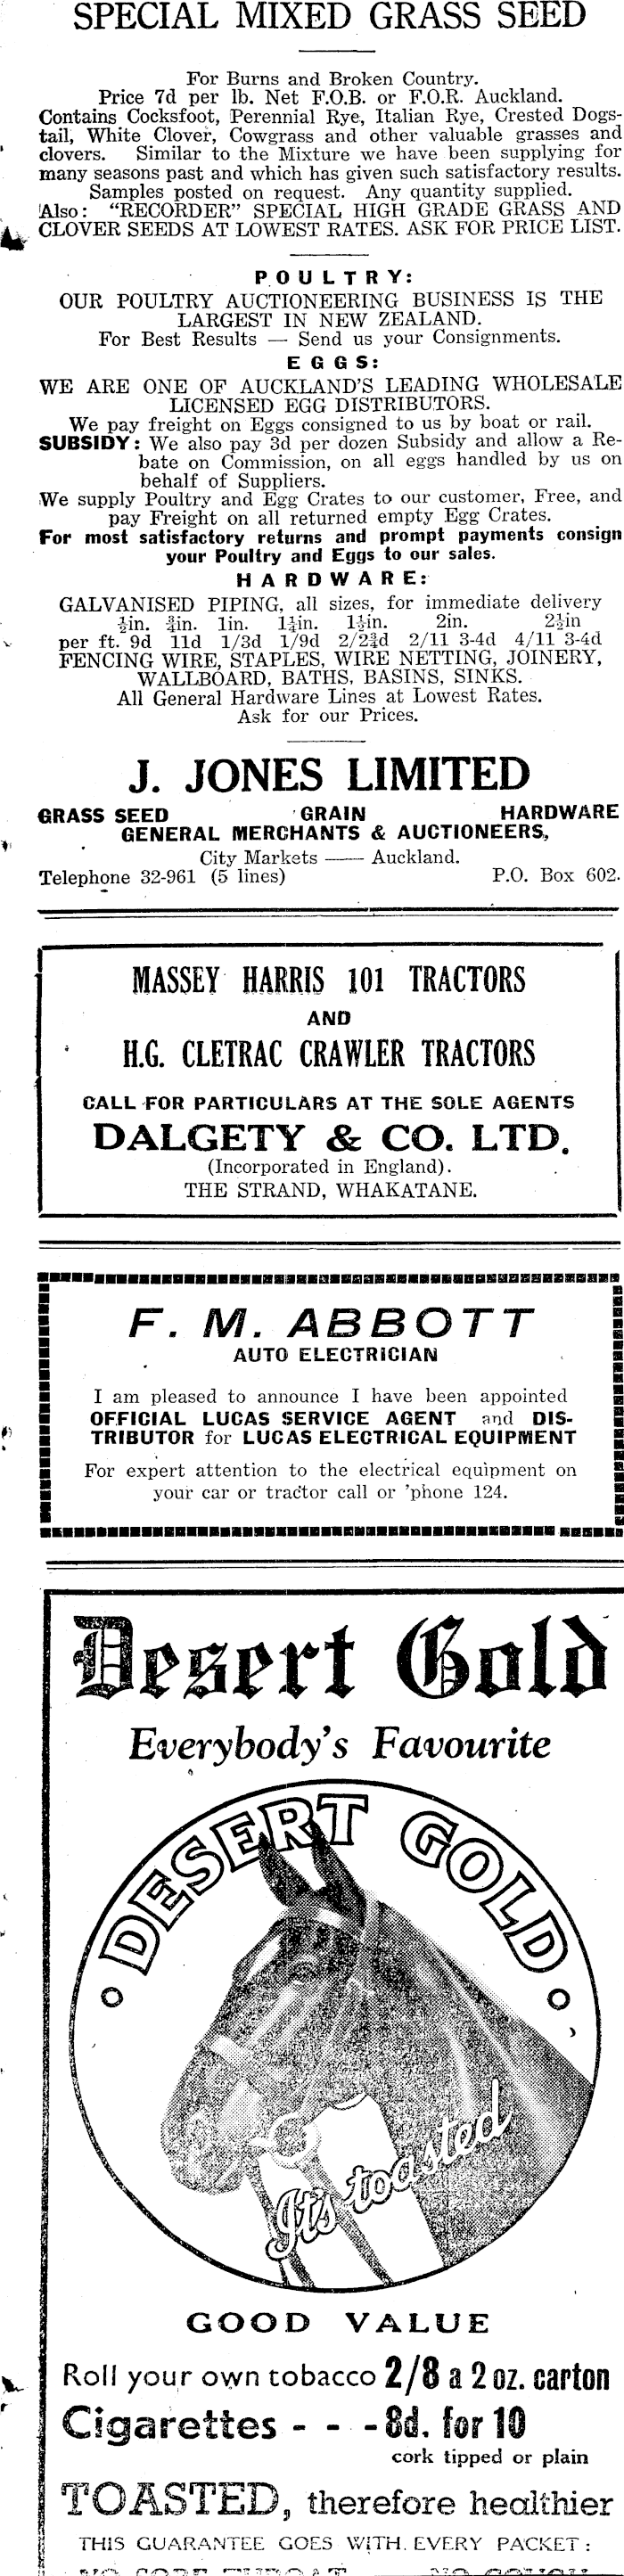 SPECIAL MIXED GRASS SEED
For Burns and Broken Country.
Price 7d per lb. Net F.O.B. or F.O.R. Auckland.
Contains Cocksfoot, Perennial Rye, Italian Rye, Crested Dogs-
tail, White Clover, Cowgrass and other valuable grasses and
clovers. Similar to the Mixture we have been supplying for
many seasons past and which has given such satisfactory results.
Samples posted on request. Any quantity supplied.
Also: "RECORDER" SPECIAL HIGH GRADE GRASS AND
CLOVER SEEDS AT LOWEST RATES. ASK FOR PRICE LIST.
POULTRY:
OUR POULTRY AUCTIONEERING BUSINESS IS THE
LARGEST IN NEW ZEALAND.
For Best Results — Send us your Consignments.
EGGS:
WE ARE ONE OF AUCKLAND'S LEADING WHOLESALE
LICENSED EGG DISTRIBUTORS.
We pay freight on Eggs consigned to us by boat or rail.
SUBSIDY: We also pay 3d per dozen Subsidy and allow a Re-
bate on Commission, on all eggs handled by us on
behalf of Suppliers.
We supply Poultry and Egg Crates to our customer, Free, and
pay Freight on all returned empty Egg Crates.
For most satisfactory returns and prompt payments consign
your Poultry and Eggs to our sales.
HARDWARE:
GALVANISED PIPING, all sizes, for immediate delivery
½in. ¾in. 1in. 1¼in. 1½in. 2in. 2½in
per ft. 9d 11d 1/3d 1/9d 2/2¾d 2/11 3-4d 4/11 3-4d
FENCING WIRE, STAPLES, WIRE NETTING, JOINERY,
WALLBOARD, BATHS, BASINS, SINKS.
All General Hardware Lines at Lowest Rates.
Ask for our Prices.
J. JONES LIMITED
GRASS SEED GRAIN HARDWARE
GENERAL MERCHANTS & AUCTIONEERS,
City Markets — Auckland.
Telephone 32-961 (5 lines) P.O. Box 602.
MASSEY HARRIS 101 TRACTORS
AND
H.G. CLETRAC CRAWLER TRACTORS
CALL FOR PARTICULARS AT THE SOLE AGENTS
DALGETY & CO. LTD.
(Incorporated in England).
THE STRAND, WHAKATANE.
F. M. ABBOTT
AUTO ELECTRICIAN
I am pleased to announce I have been appointed
OFFICIAL LUCAS SERVICE AGENT and DIS-
TRIBUTOR for LUCAS ELECTRICAL EQUIPMENT
For expert attention to the electrical equipment on
your car or tractor call or 'phone 124.
Desert Gold
Everybody's Favourite
DESERT GOLD
It's toasted
GOOD VALUE
Roll your own tobacco 2/8 a 2 oz. carton
Cigarettes - - - 8d. for 10
cork tipped or plain
TOASTED, therefore healthier
THIS GUARANTEE GOES WITH EVERY PACKET: